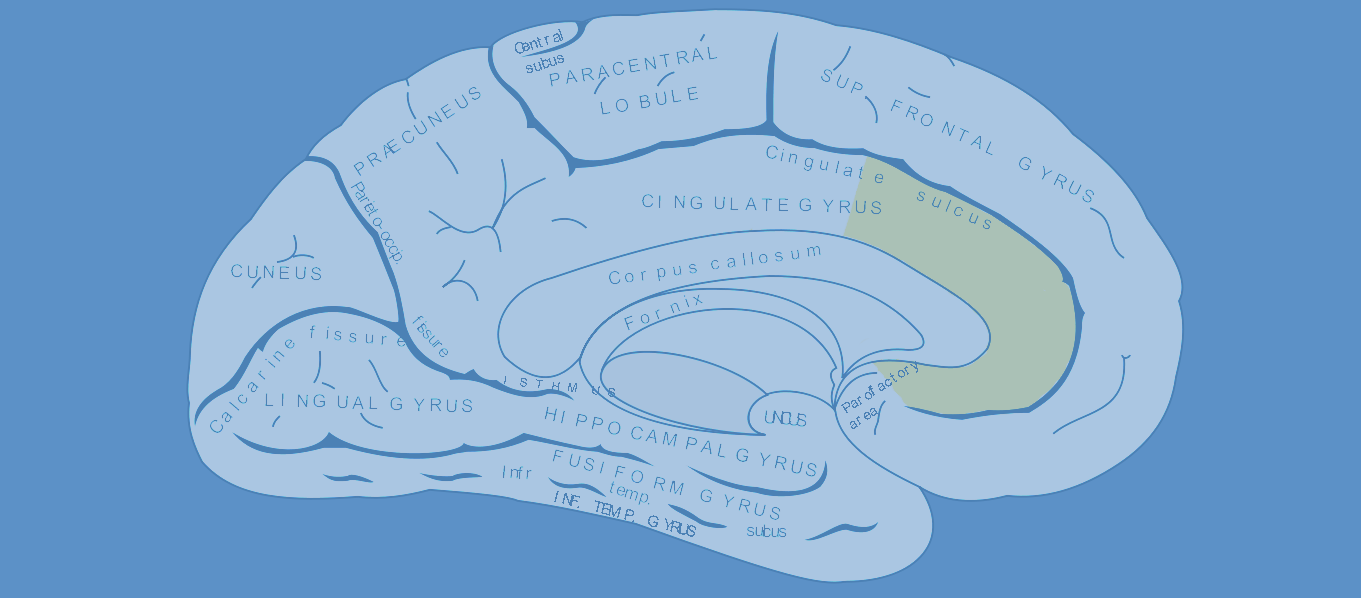 Central
sulcus
PARACENTRAL
LOBULE
SUP. FRONTAL GYRUS
PRÆCUNEUS
Cingulate sulcus
CINGULATE GYRUS
Parieto-occip.
fissure
CUNEUS
Corpus callosum
Fornix
Calcarine fissure
ISTHMUS
Parolfactory
area
LINGUAL GYRUS
UNCUS
HIPPOCAMPAL GYRUS
FUSIFORM GYRUS
Infr
temp.
sulcus
INF. TEMP. GYRUS